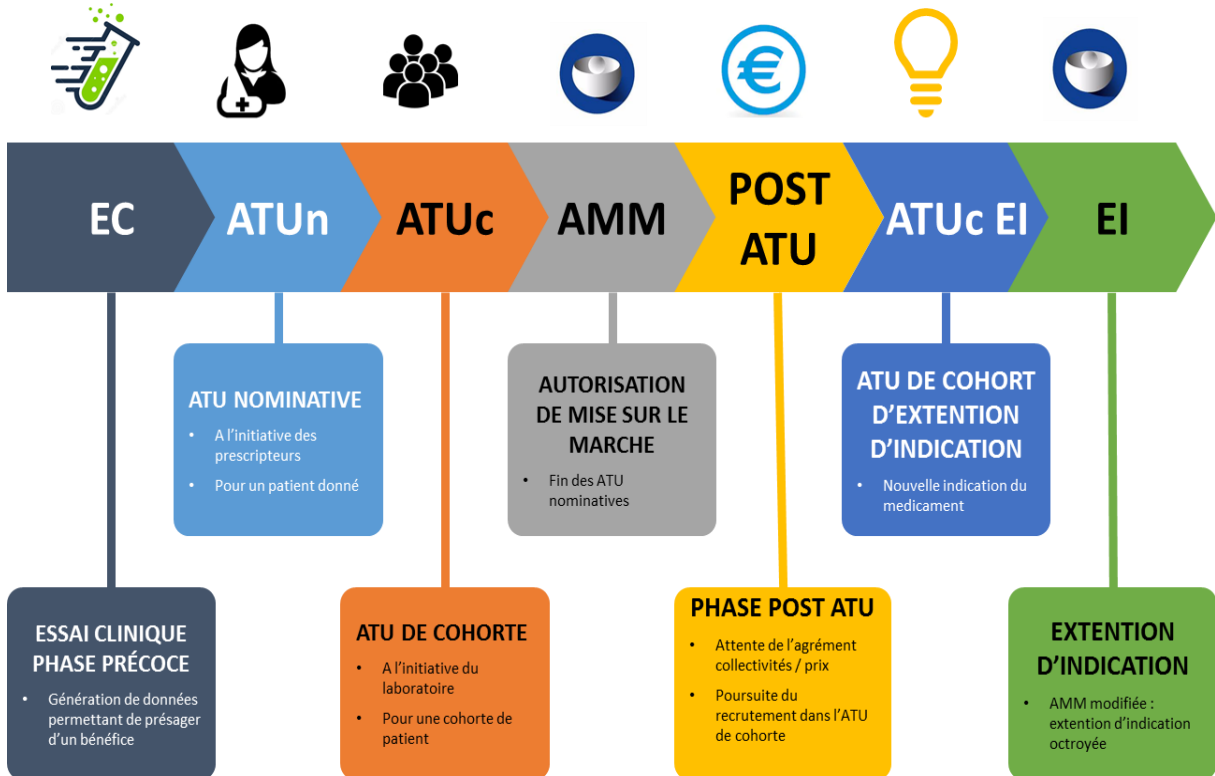 EC
ATUn
ATUc
AMM
POST
ATU
ATUc EI
EI
ATU NOMINATIVE
• A l'initiative des
prescripteurs
• Pour un patient donné
AUTORISATION
DE MISE SUR LE
MARCHE
• Fin des ATU
nominatives
ATU DE COHORT
D'EXTENTION
D'INDICATION
• Nouvelle indication du
medicament
ESSAI CLINIQUE
PHASE PRÉCOCE
• Génération de données
permettant de présager
d'un bénéfice
ATU DE COHORTE
• A l'initiative du
laboratoire
• Pour une cohorte de
patient
PHASE POST ATU
• Attente de l'agrément
collectivités / prix
• Poursuite du
recrutement dans l'ATU
de cohorte
EXTENTION
D'INDICATION
• AMM modifiée :
extention d'indication
octroyée